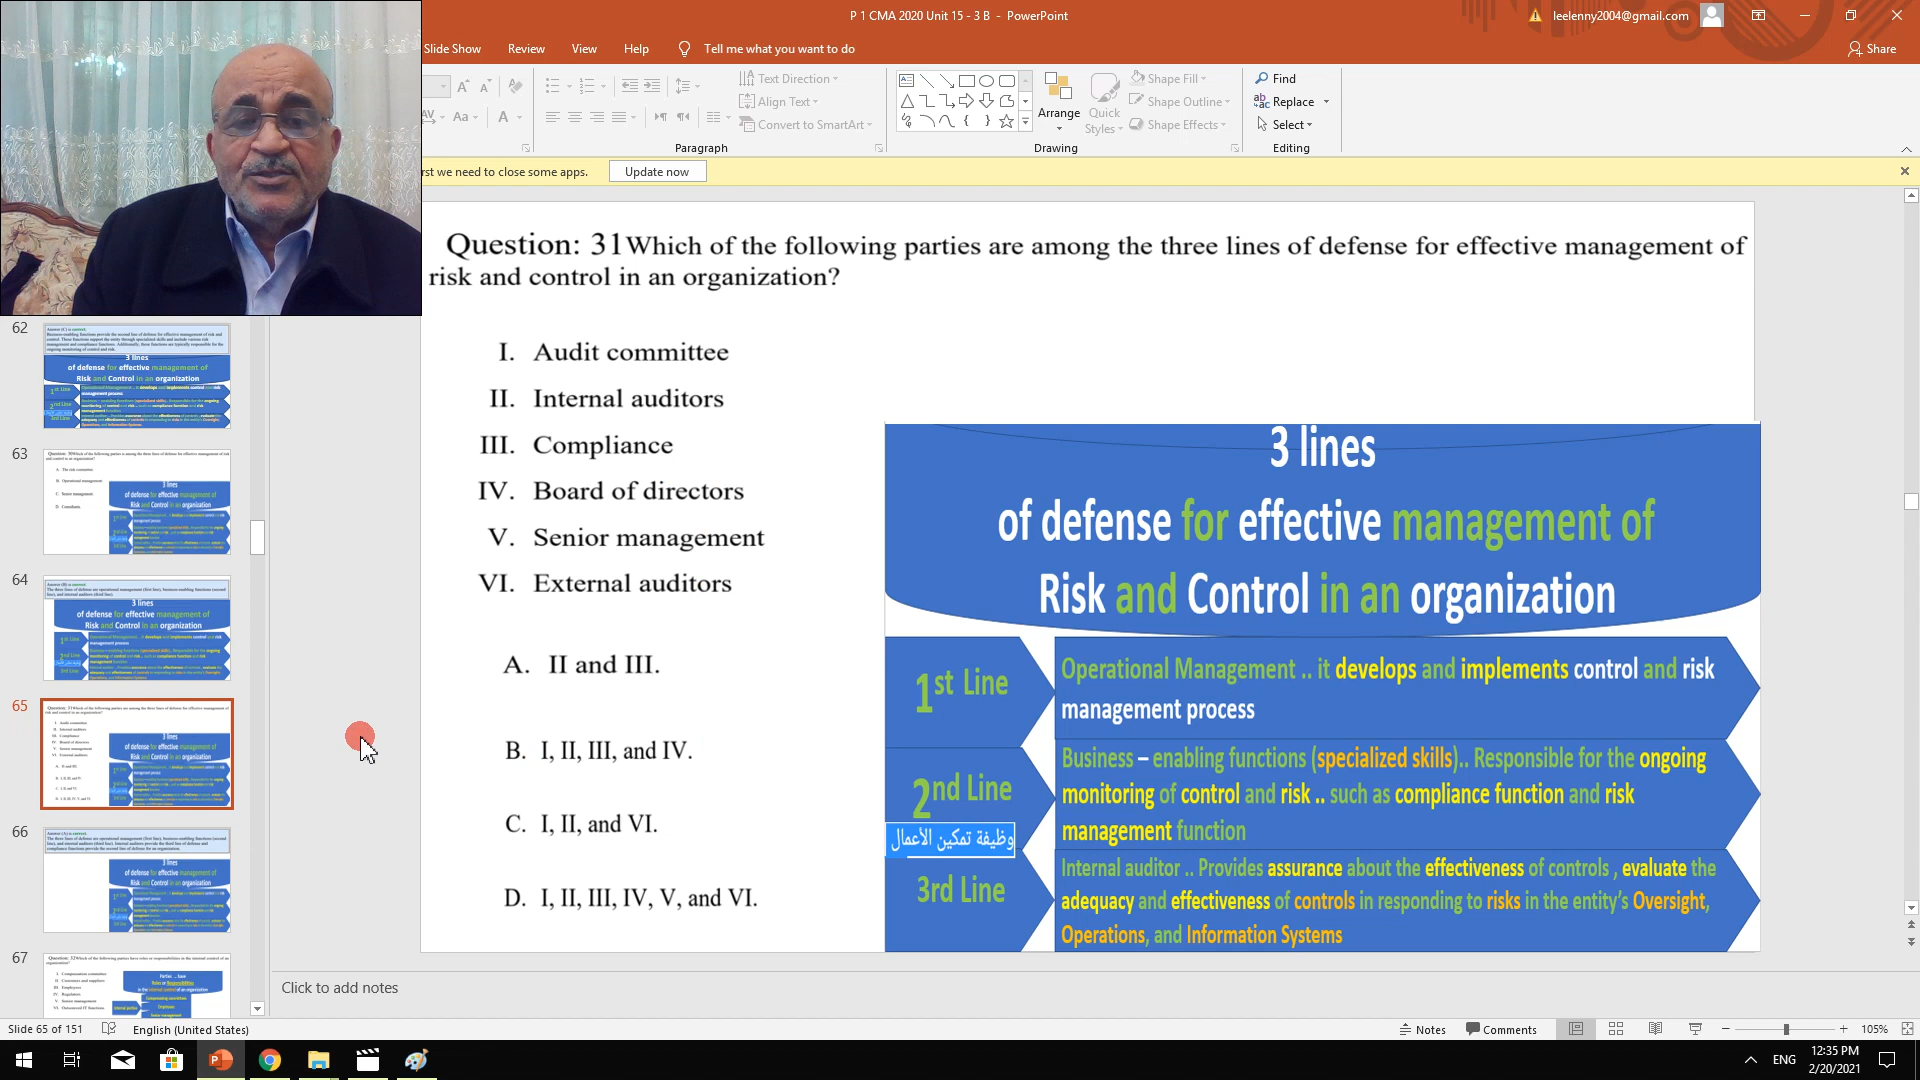 P 1 CMA 2020 Unit 15 - 3 B - PowerPoint
leelenny2004@gmail.com
Slide Show Review View Help Tell me what you want to do
Share
Text Direction
Align Text
Convert to SmartArt
Paragraph
Arrange
Quick Styles
Shape Fill
Shape Outline
Shape Effects
Drawing
Find
Replace
Select
Editing
rst we need to close some apps. Update now
Question: 31Which of the following parties are among the three lines of defense for effective management of
risk and control in an organization?
I. Audit committee
II. Internal auditors
III. Compliance
IV. Board of directors
V. Senior management
VI. External auditors
A. II and III.
B. I, II, III, and IV.
C. I, II, and VI.
D. I, II, III, IV, V, and VI.
3 lines
of defense for effective management of
Risk and Control in an organization
1st Line
Operational Management .. it develops and implements control and risk
management process
2nd Line
وظيفة تمكين الأعمال
Business – enabling functions (specialized skills).. Responsible for the ongoing
monitoring of control and risk .. such as compliance function and risk
management function
3rd Line
Internal auditor .. Provides assurance about the effectiveness of controls , evaluate the
adequacy and effectiveness of controls in responding to risks in the entity's Oversight,
Operations, and Information Systems
62
63
64
65
66
67
Click to add notes
Slide 65 of 151 English (United States)
Notes Comments 105%
ENG
12:35 PM
2/20/2021